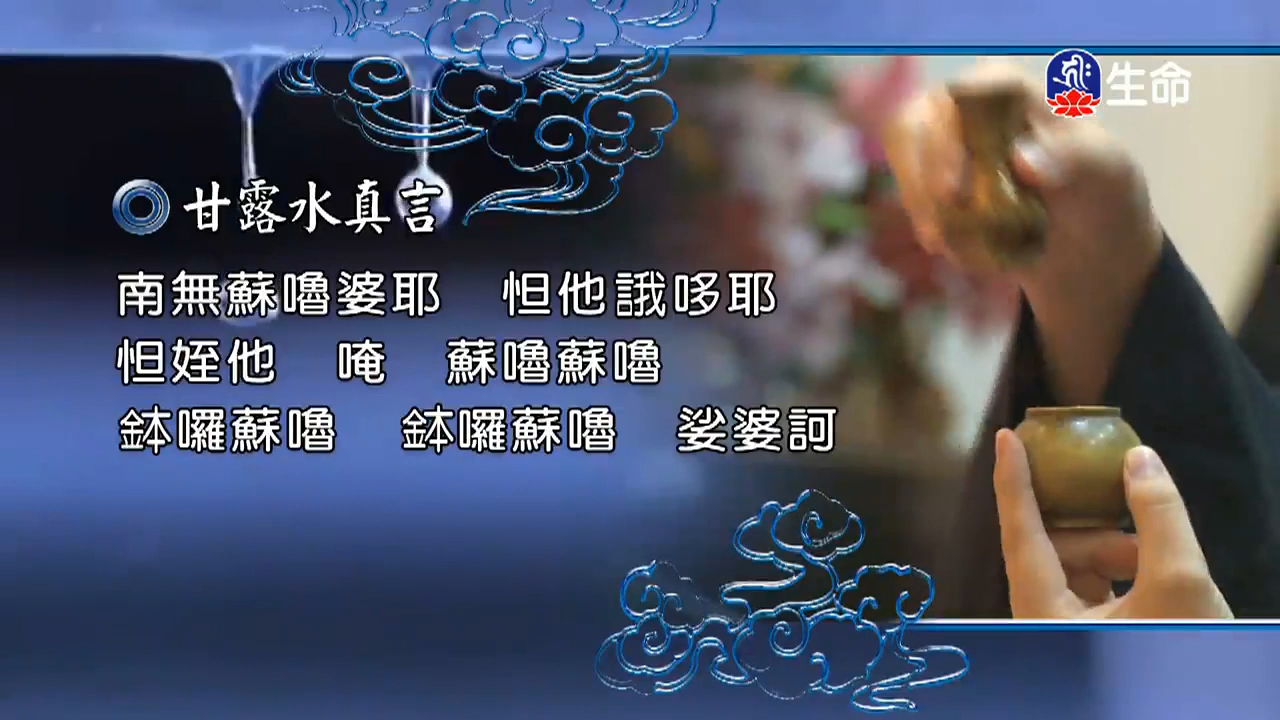 生命
甘露水真言
南無蘇嚕婆耶　怛他誐哆耶
怛姪他　唵　蘇嚕蘇嚕
鉢囉蘇嚕　鉢囉蘇嚕　娑婆訶